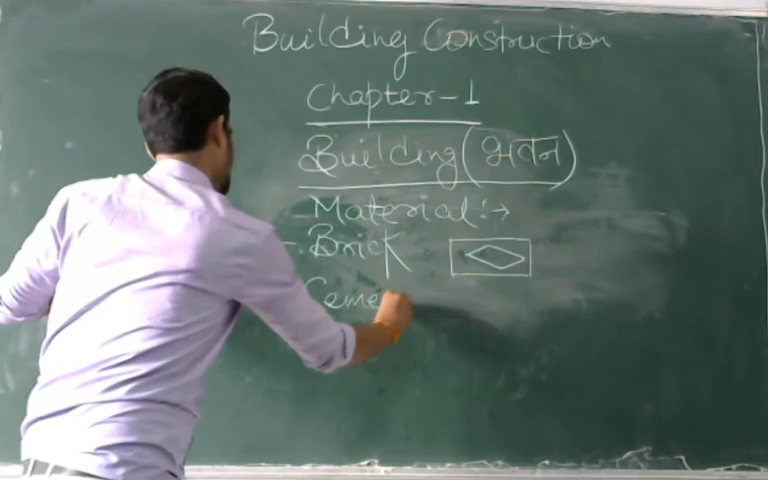 Building Construction
Chapter-1
Building (भवन)
Material :→
- Brick
Ceme